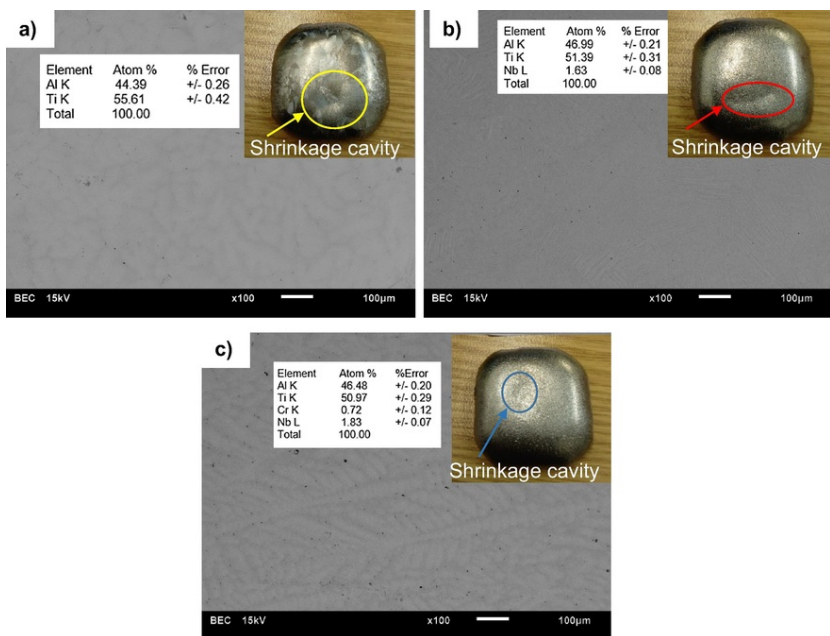 a)
Element Atom % % Error
Al K 44.39 +/- 0.26
Ti K 55.61 +/- 0.42
Total 100.00
Shrinkage cavity
BEC 15kV x100 100μm
b)
Element Atom % % Error
Al K 46.99 +/- 0.21
Ti K 51.39 +/- 0.31
Nb L 1.63 +/- 0.08
Total 100.00
Shrinkage cavity
BEC 15kV x100 100μm
c)
Element Atom % %Error
Al K 46.48 +/- 0.20
Ti K 50.97 +/- 0.29
Cr K 0.72 +/- 0.12
Nb L 1.83 +/- 0.07
Total 100.00
Shrinkage cavity
BEC 15kV x100 100μm